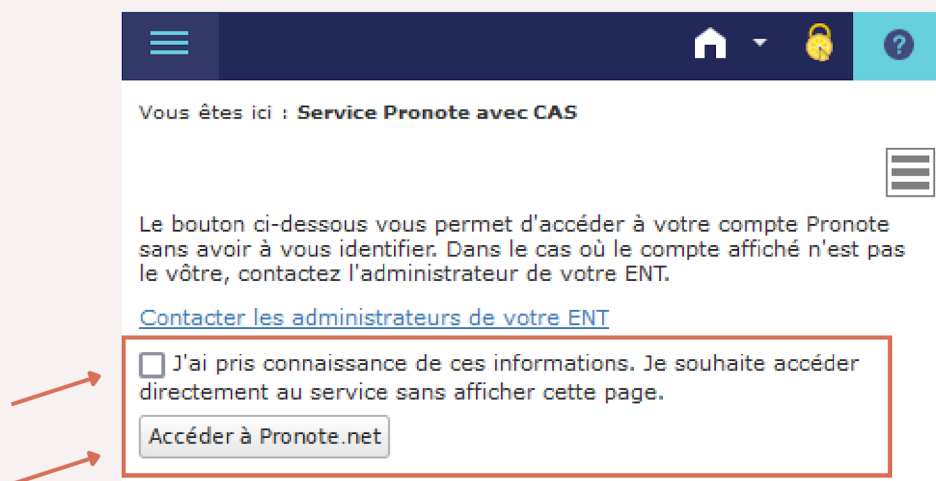 ?
Vous êtes ici : Service Pronote avec CAS
Le bouton ci-dessous vous permet d'accéder à votre compte Pronote
sans avoir à vous identifier. Dans le cas où le compte affiché n'est pas
le vôtre, contactez l'administrateur de votre ENT.
Contacter les administrateurs de votre ENT
J'ai pris connaissance de ces informations. Je souhaite accéder
directement au service sans afficher cette page.
Accéder à Pronote.net